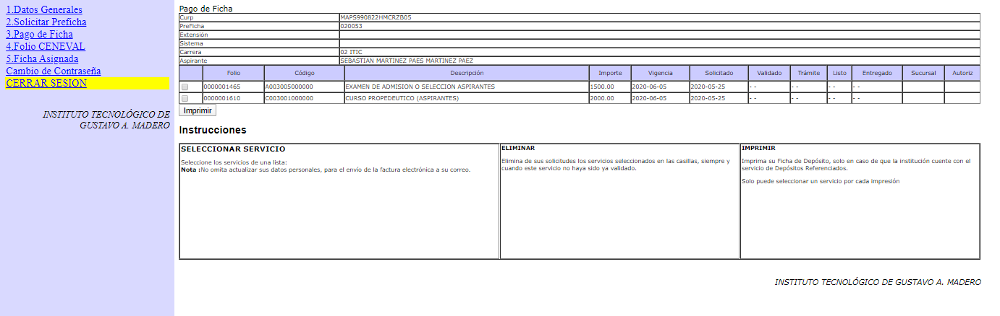 1.Datos Generales
2.Solicitar Preficha
3.Pago de Ficha
4.Folio CENEVAL
5.Ficha Asignada
Cambio de Contraseña
CERRAR SESION
INSTITUTO TECNOLÓGICO DE
GUSTAVO A. MADERO
Pago de Ficha
Curp MAPS990822HMCRZB05
PreFicha 020053
Extensión
Sistema
Carrera 02 ITIC
Aspirante SEBASTIAN MARTINEZ PAES MARTINEZ PAEZ
Folio Código Descripción Importe Vigencia Solicitado Validado Trámite Listo Entregado Sucursal Autoriz
0000001465 A003005000000 EXAMEN DE ADMISION O SELECCION ASPIRANTES 1500.00 2020-06-05 2020-05-25 - - - - - - - -
0000001610 C003001000000 CURSO PROPEDEUTICO (ASPIRANTES) 2000.00 2020-06-05 2020-05-25 - - - - - - - -
Imprimir
Instrucciones
SELECCIONAR SERVICIO
Seleccione los servicios de una lista:
Nota :No omita actualizar sus datos personales, para el envío de la factura electrónica a su correo.
ELIMINAR
Elimina de sus solicitudes los servicios seleccionados en las casillas, siempre y
cuando este servicio no haya sido ya validado.
IMPRIMIR
Imprima su Ficha de Depósito, solo en caso de que la institución cuente con el
servicio de Depósitos Referenciados.
Solo puede seleccionar un servicio por cada impresión
INSTITUTO TECNOLÓGICO DE GUSTAVO A. MADERO